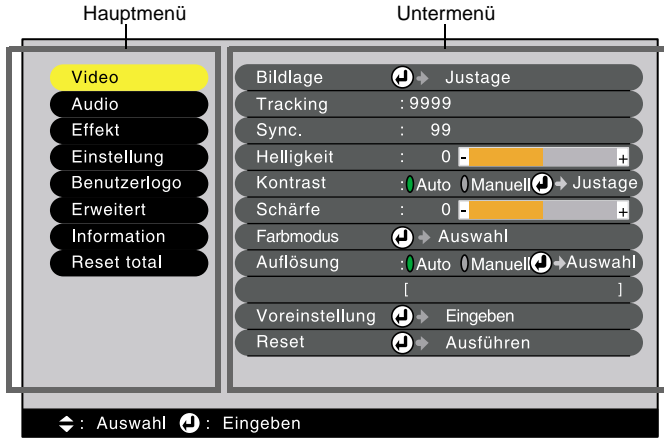 Hauptmenü Untermenü
Video
Audio
Effekt
Einstellung
Benutzerlogo
Erweitert
Information
Reset total
Bildlage Justage
Tracking : 9999
Sync. : 99
Helligkeit : 0 - +
Kontrast : Auto Manuell Justage
Schärfe : 0 - +
Farbmodus Auswahl
Auflösung : Auto Manuell Auswahl
[ ]
Voreinstellung Eingeben
Reset Ausführen
: Auswahl : Eingeben